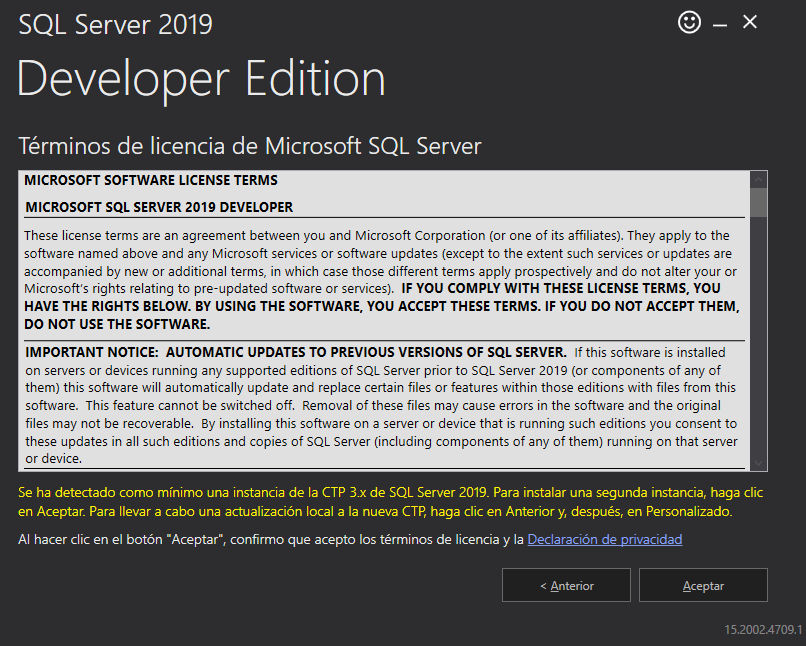 SQL Server 2019
Developer Edition
Términos de licencia de Microsoft SQL Server
MICROSOFT SOFTWARE LICENSE TERMS
MICROSOFT SQL SERVER 2019 DEVELOPER
These license terms are an agreement between you and Microsoft Corporation (or one of its affiliates). They apply to the
software named above and any Microsoft services or software updates (except to the extent such services or updates are
accompanied by new or additional terms, in which case those different terms apply prospectively and do not alter your or
Microsoft's rights relating to pre-updated software or services). IF YOU COMPLY WITH THESE LICENSE TERMS, YOU
HAVE THE RIGHTS BELOW. BY USING THE SOFTWARE, YOU ACCEPT THESE TERMS. IF YOU DO NOT ACCEPT THEM,
DO NOT USE THE SOFTWARE.
IMPORTANT NOTICE: AUTOMATIC UPDATES TO PREVIOUS VERSIONS OF SQL SERVER. If this software is installed
on servers or devices running any supported editions of SQL Server prior to SQL Server 2019 (or components of any of
them) this software will automatically update and replace certain files or features within those editions with files from this
software. This feature cannot be switched off. Removal of these files may cause errors in the software and the original
files may not be recoverable. By installing this software on a server or device that is running such editions you consent to
these updates in all such editions and copies of SQL Server (including components of any of them) running on that server
or device.
Se ha detectado como mínimo una instancia de la CTP 3.x de SQL Server 2019. Para instalar una segunda instancia, haga clic
en Aceptar. Para llevar a cabo una actualización local a la nueva CTP, haga clic en Anterior y, después, en Personalizado.
Al hacer clic en el botón "Aceptar", confirmo que acepto los términos de licencia y la Declaración de privacidad
< Anterior
Aceptar
15.2002.4709.1